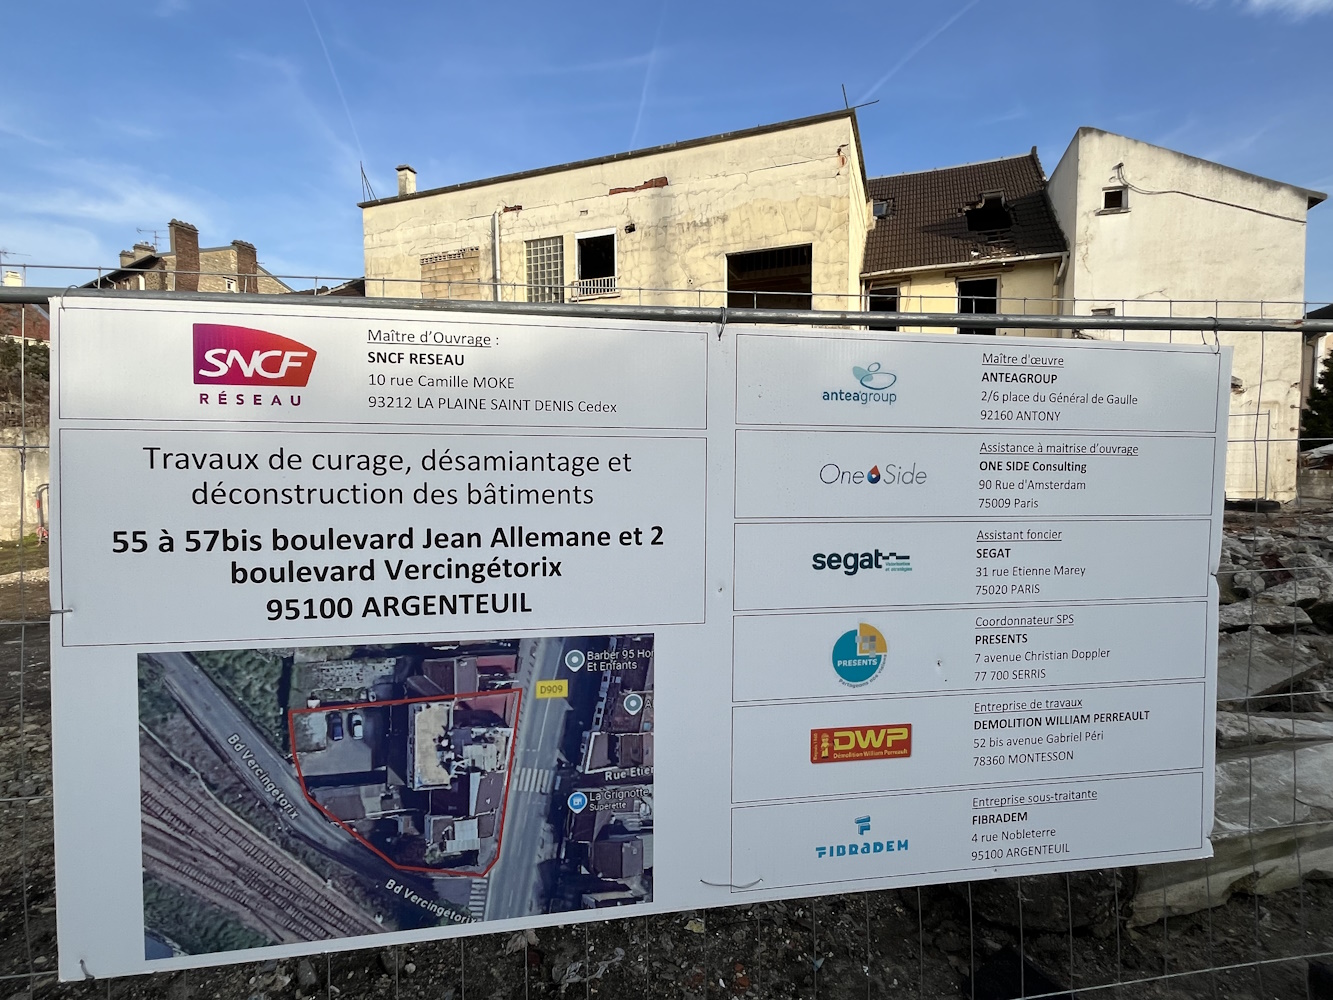 SNCF
RÉSEAU
Maître d'Ouvrage :
SNCF RESEAU
10 rue Camille MOKE
93212 LA PLAINE SAINT DENIS Cedex
Travaux de curage, désamiantage et
déconstruction des bâtiments
55 à 57bis boulevard Jean Allemane et 2
boulevard Vercingétorix
95100 ARGENTEUIL
Barber 95 Hom
Et Enfants
D909
Bd Vercingétorix
Rue Etien
La Grignotte
Superette
Bd Vercingétorix
anteagroup
Maître d'œuvre
ANTEAGROUP
2/6 place du Général de Gaulle
92160 ANTONY
One Side
Assistance à maitrise d'ouvrage
ONE SIDE Consulting
90 Rue d'Amsterdam
75009 Paris
segat
Assistant foncier
SEGAT
31 rue Etienne Marey
75020 PARIS
PRESENTS
Coordonnateur SPS
PRESENTS
7 avenue Christian Doppler
77 700 SERRIS
DWP
Démolition William Perreault
Entreprise de travaux
DEMOLITION WILLIAM PERREAULT
52 bis avenue Gabriel Péri
78360 MONTESSON
FIBRADEM
Entreprise sous-traitante
FIBRADEM
4 rue Nobleterre
95100 ARGENTEUIL